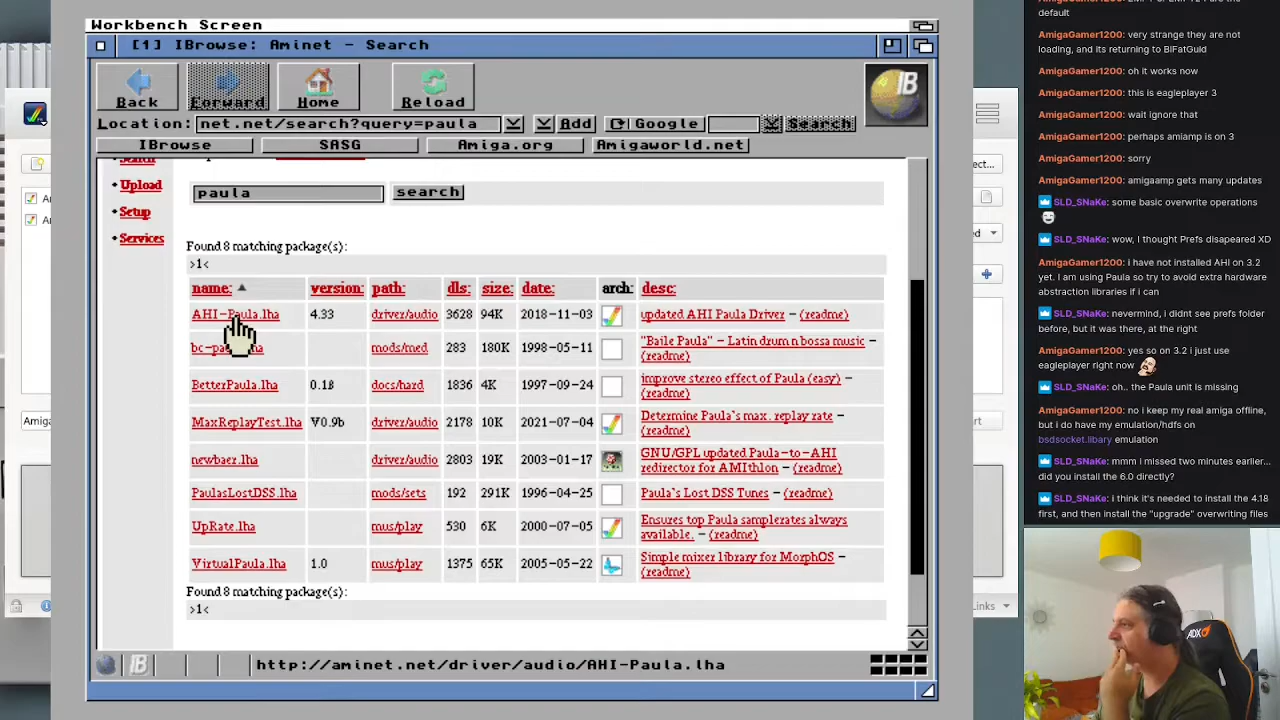 Workbench Screen
[1] IBrowse: Aminet - Search
Back
Forward
Home
Reload
IB
Location: net.net/search?query=paula Add Google Search
IBrowse SASG Amiga.org Amigaworld.net
Search
Upload
Setup
Services
paula search
Found 8 matching package(s):
>1<
name: version: path: dls: size: date: arch: desc:
AHI-Paula.lha 4.33 driver/audio 3628 94K 2018-11-03 updated AHI Paula Driver - (readme)
mods/med 283 180K 1998-05-11 "Baile Paula" - Latin drum n bossa music -
(readme)
BetterPaula.lha 0.1ß docs/hard 1836 4K 1997-09-24 improve stereo effect of Paula (easy) -
(readme)
MaxReplayTest.lha V0.9b driver/audio 2178 10K 2021-07-04 Determine Paula's max. replay rate -
(readme)
newbaer.lha driver/audio 2803 19K 2003-01-17 GNU/GPL updated Paula-to-AHI
redirector for AMIthlon - (readme)
PaulasLostDSS.lha mods/sets 192 291K 1996-04-25 Paula's Lost DSS Tunes - (readme)
UpRate.lha mus/play 530 6K 2000-07-05 Ensures top Paula samplerates always
available. - (readme)
VirtualPaula.lha 1.0 mus/play 1375 65K 2005-05-22 Simple mixer library for MorphOS -
(readme)
Found 8 matching package(s):
>1<
IB http://aminet.net/driver/audio/AHI-Paula.lha
Amiga
ect...
Links
default
AmigaGamer1200: very strange they are
not loading, and its returning to BiFatGuld
AmigaGamer1200: oh it works now
AmigaGamer1200: this is eagleplayer 3
AmigaGamer1200: wait ignore that
AmigaGamer1200: perhaps amiamp is on 3
AmigaGamer1200: sorry
AmigaGamer1200: amigaamp gets many updates
SLD_SNaKe: some basic overwrite operations
SLD_SNaKe: wow, i thought Prefs disapeared XD
AmigaGamer1200: i have not installed AHI on 3.2
yet. I am using Paula so try to avoid extra hardware
abstraction libraries if i can
SLD_SNaKe: nevermind, i didnt see prefs folder
before, but it was there, at the right
AmigaGamer1200: yes so on 3.2 i just use
eagleplayer right now
SLD_SNaKe: oh.. the Paula unit is missing
AmigaGamer1200: no i keep my real amiga offline,
but i do have my emulation/hdfs on
bsdsocket.libary emulation
SLD_SNaKe: mmm i missed two minutes earlier...
did you install the 6.0 directly?
SLD_SNaKe: i think it's needed to install the 4.18
first, and then install the "upgrade" overwriting files
ADX